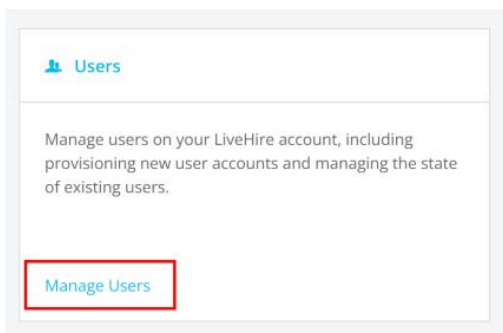 Users
Manage users on your LiveHire account, including
provisioning new user accounts and managing the state
of existing users.
Manage Users